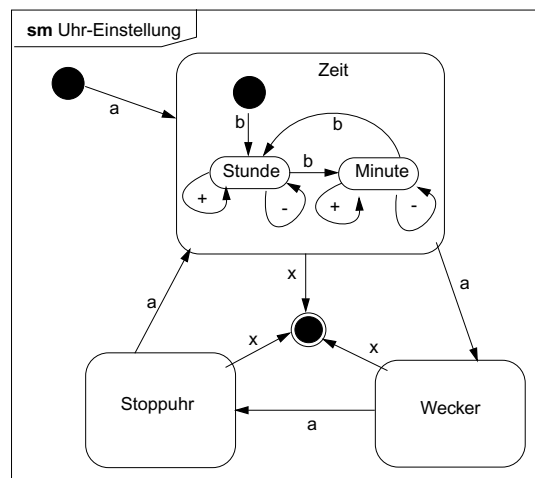 sm Uhr-Einstellung
Zeit
a
b
b
b
Stunde
Minute
+
-
+
-
x
a
a
x
x
Stoppuhr
Wecker
a